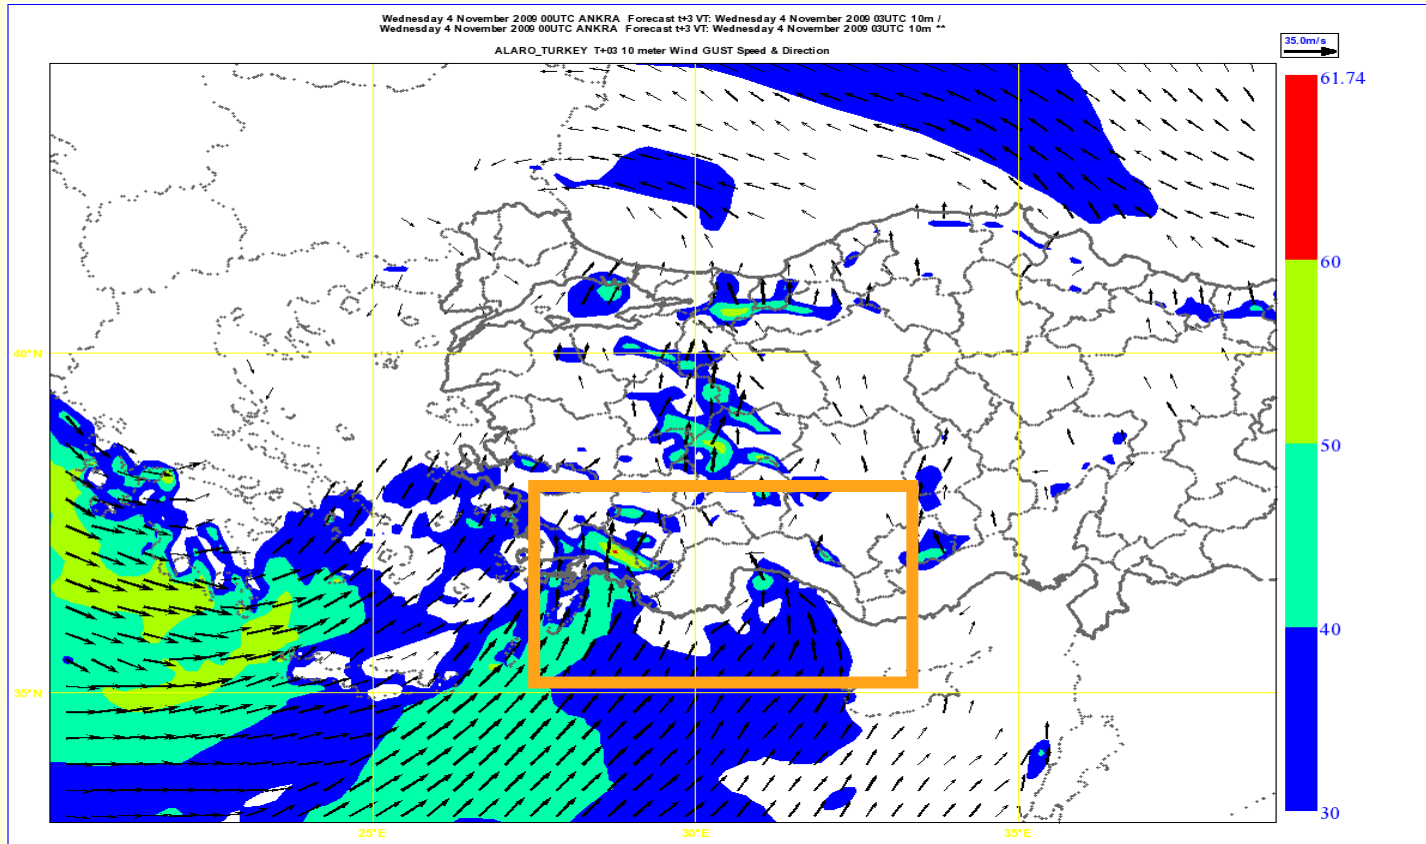 Wednesday 4 November 2009 00UTC ANKRA Forecast t+3 VT: Wednesday 4 November 2009 03UTC 10m /
Wednesday 4 November 2009 00UTC ANKRA Forecast t+3 VT: Wednesday 4 November 2009 03UTC 10m **
ALARO_TURKEY T+03 10 meter Wind GUST Speed & Direction
35.0m/s
61.74
60
50
40
30
40°N
35°N
25°E
30°E
35°E